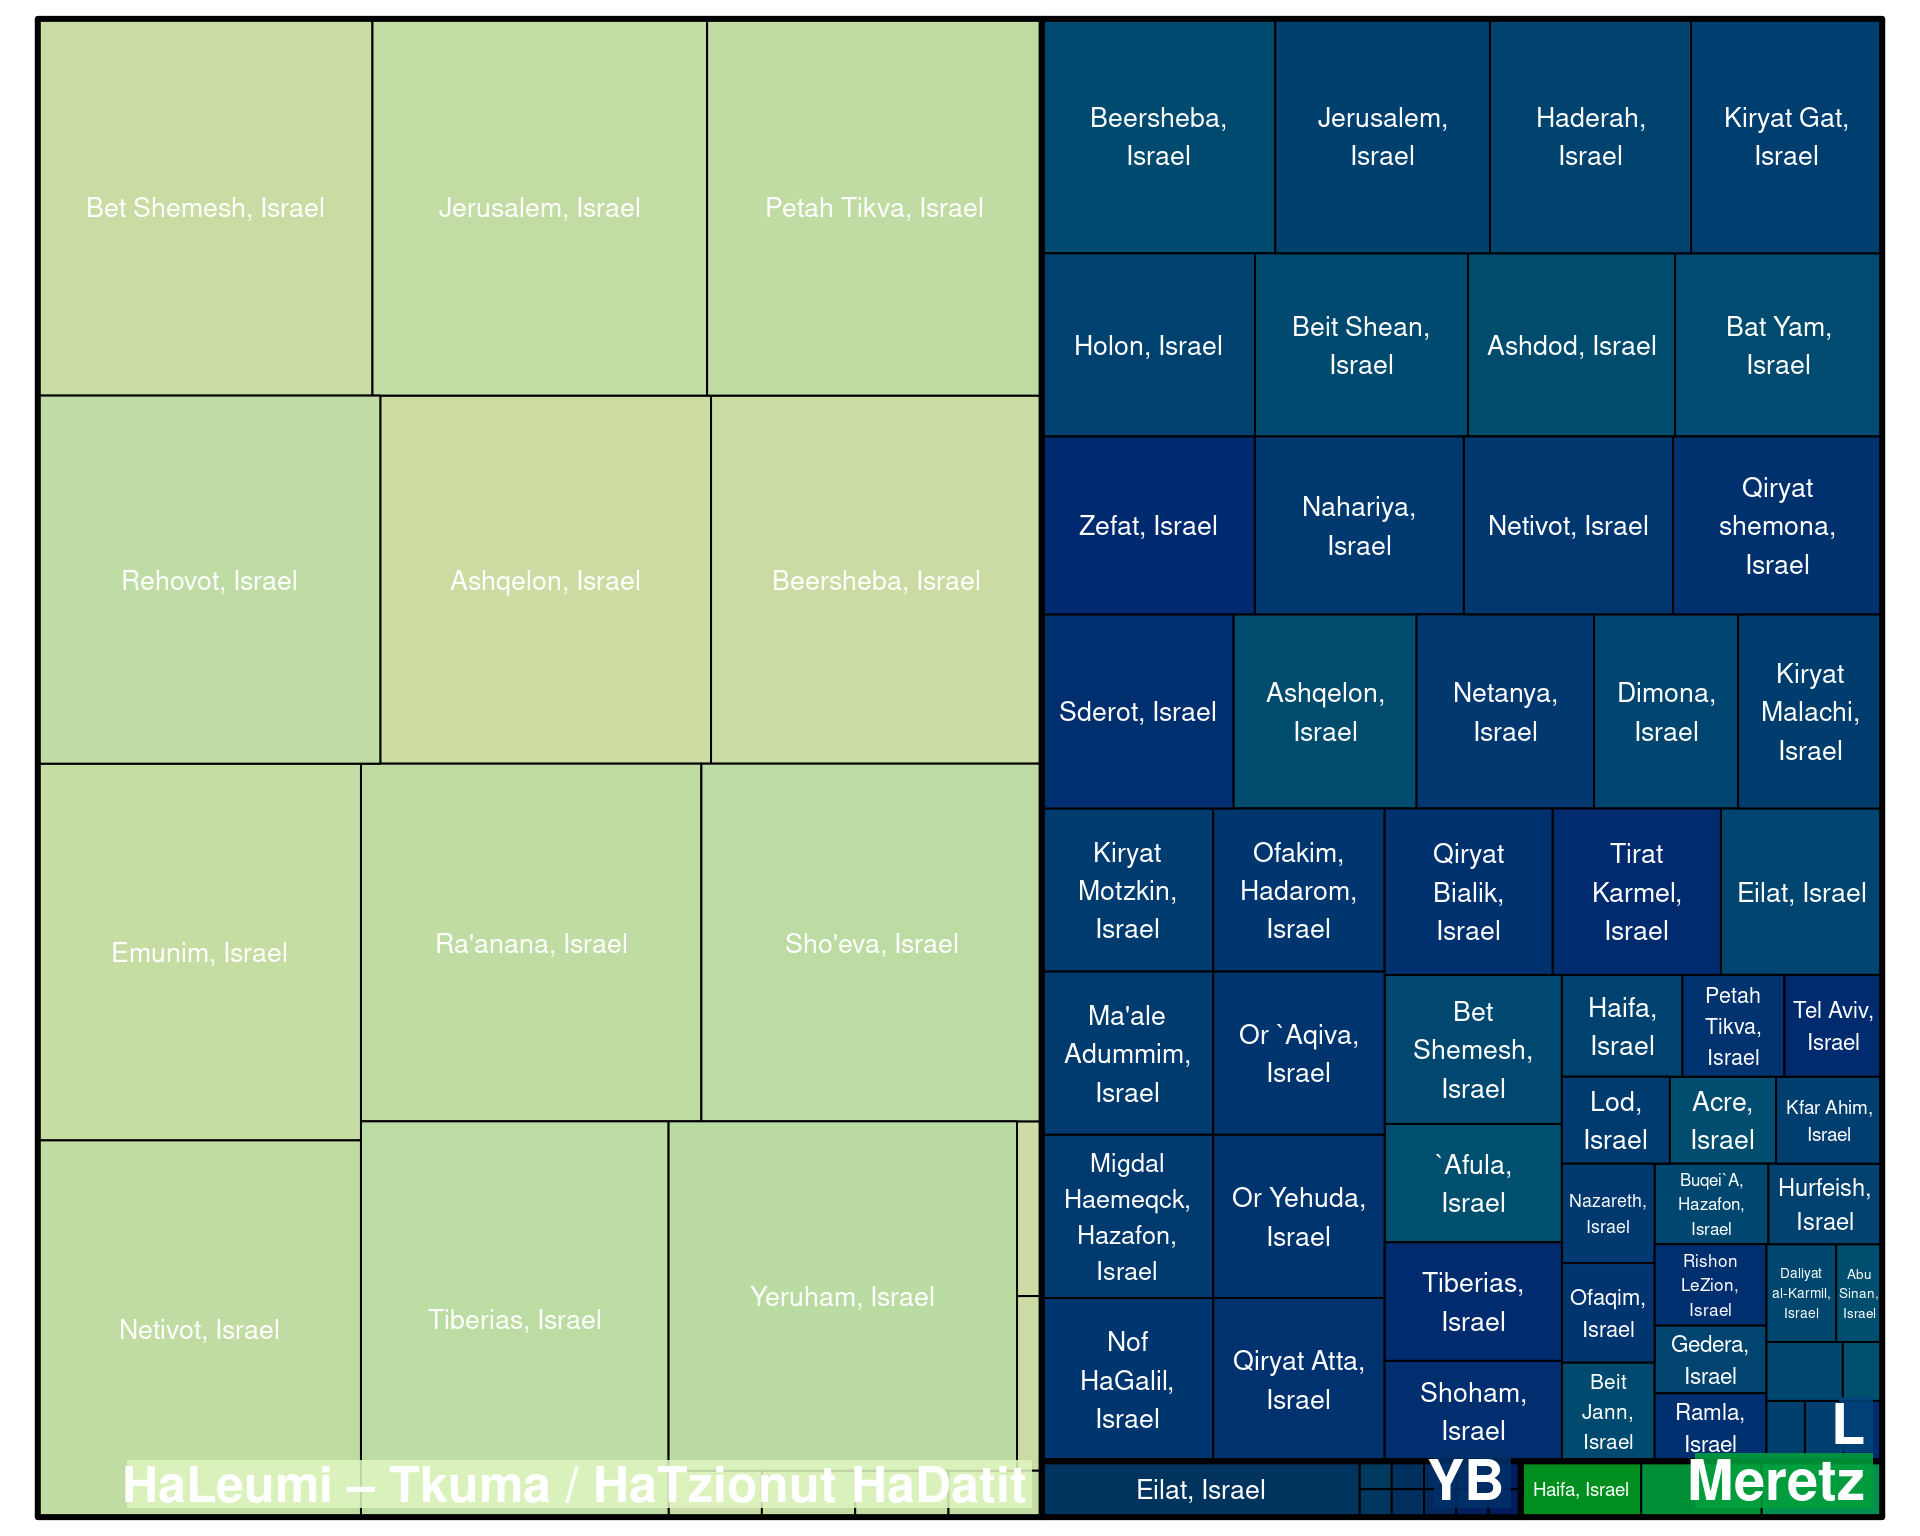 Bet Shemesh, Israel
Jerusalem, Israel
Petah Tikva, Israel
Rehovot, Israel
Ashqelon, Israel
Beersheba, Israel
Emunim, Israel
Ra'anana, Israel
Sho'eva, Israel
Netivot, Israel
Tiberias, Israel
Yeruham, Israel
HaLeumi – Tkuma / HaTzionut HaDatit
Beersheba,
Israel
Jerusalem,
Israel
Haderah,
Israel
Kiryat Gat,
Israel
Holon, Israel
Beit Shean,
Israel
Ashdod, Israel
Bat Yam,
Israel
Zefat, Israel
Nahariya,
Israel
Netivot, Israel
Qiryat
shemona,
Israel
Sderot, Israel
Ashqelon,
Israel
Netanya,
Israel
Dimona,
Israel
Kiryat
Malachi,
Israel
Kiryat
Motzkin,
Israel
Ofakim,
Hadarom,
Israel
Qiryat
Bialik,
Israel
Tirat
Karmel,
Israel
Eilat, Israel
Ma'ale
Adummim,
Israel
Or `Aqiva,
Israel
Bet
Shemesh,
Israel
Haifa,
Israel
Petah
Tikva,
Israel
Tel Aviv,
Israel
Lod,
Israel
Acre,
Israel
Kfar Ahim,
Israel
Migdal
Haemeqck,
Hazafon,
Israel
Or Yehuda,
Israel
`Afula,
Israel
Nazareth,
Israel
Buqei`A,
Hazafon,
Israel
Hurfeish,
Israel
Tiberias,
Israel
Ofaqim,
Israel
Rishon
LeZion,
Israel
Daliyat
al-Karmil,
Israel
Abu
Sinan,
Israel
Gedera,
Israel
Nof
HaGalil,
Israel
Qiryat Atta,
Israel
Shoham,
Israel
Beit
Jann,
Israel
Ramla,
Israel
L
Eilat, Israel
YB
Haifa, Israel
Meretz